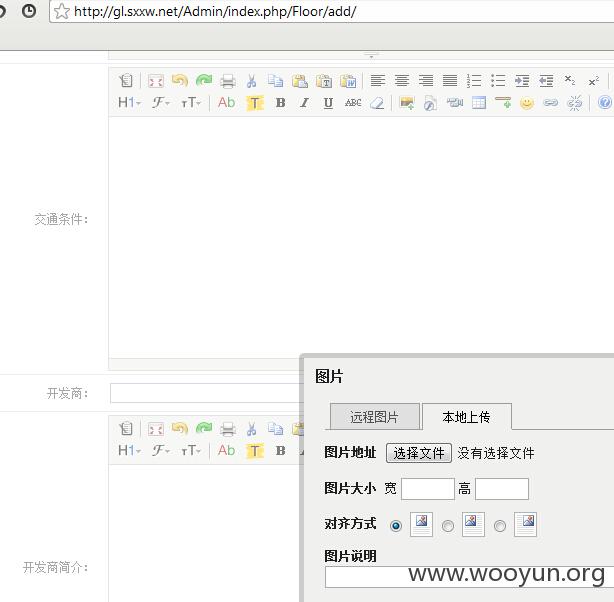 http://gl.sxxw.net/Admin/index.php/Floor/add/
H1 F TT Ab T B I U ABC
交通条件：
开发商：
H1 F TT Ab T B
开发商简介：
图片
远程图片 本地上传
图片地址 选择文件 没有选择文件
图片大小 宽 高
对齐方式
图片说明
www.wooyun.org